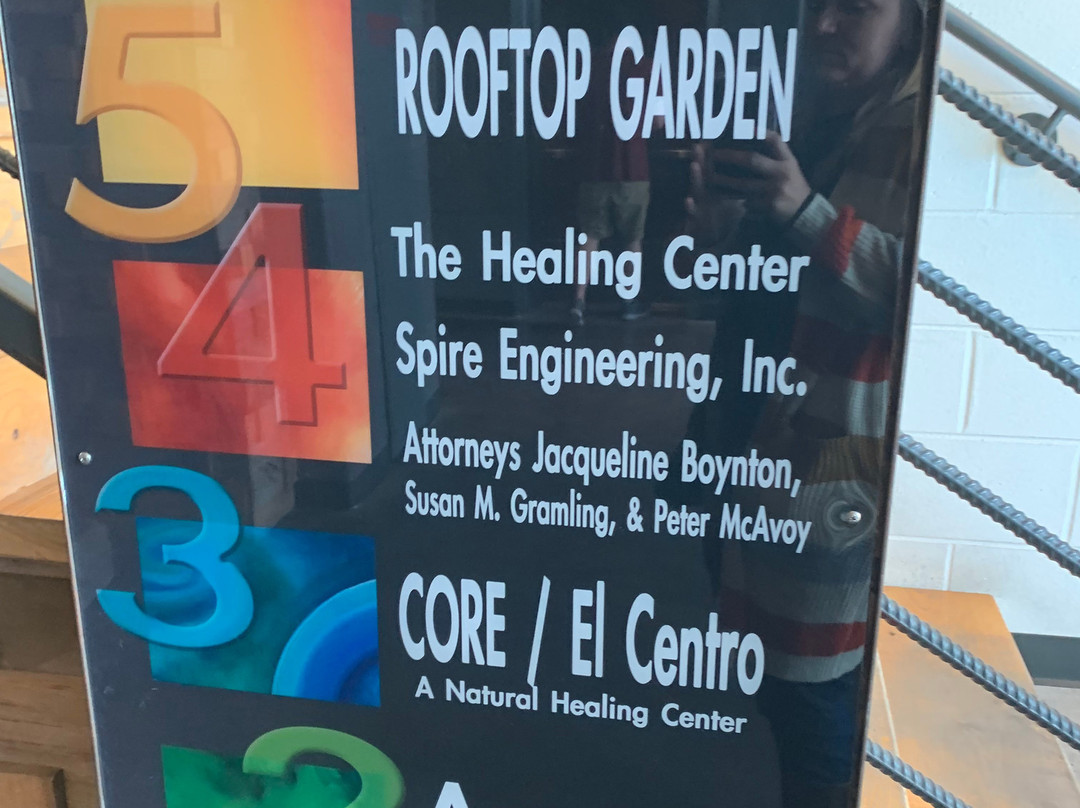 5 ROOFTOP GARDEN
4 The Healing Center
Spire Engineering, Inc.
Attorneys Jacqueline Boynton,
Susan M. Gramling, & Peter McAvoy
3 CORE / El Centro
A Natural Healing Center
2